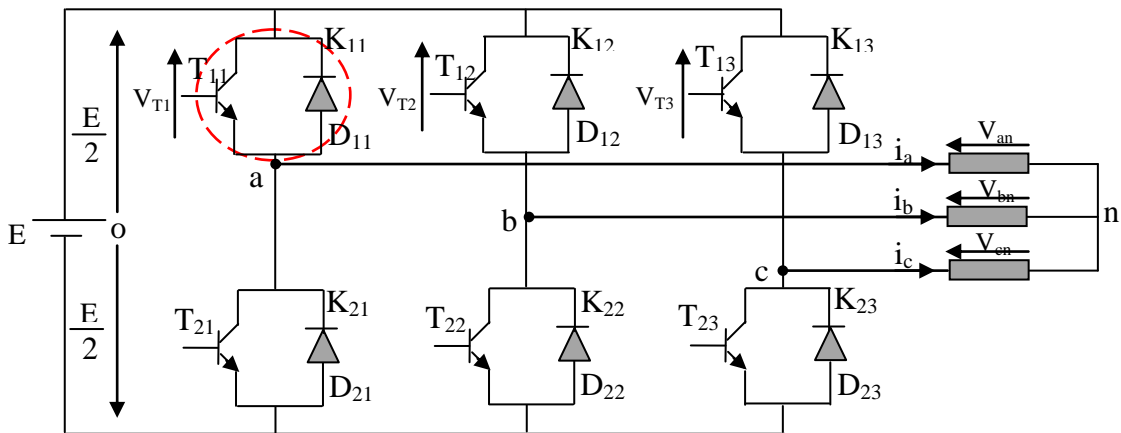 K11
K12
K13
T11
T12
T13
VT1
VT2
VT3
D11
D12
D13
E
2
a
ia
Van
b
ib
Vbn
n
E
o
c
ic
Vcn
E
2
K21
K22
K23
T21
T22
T23
D21
D22
D23